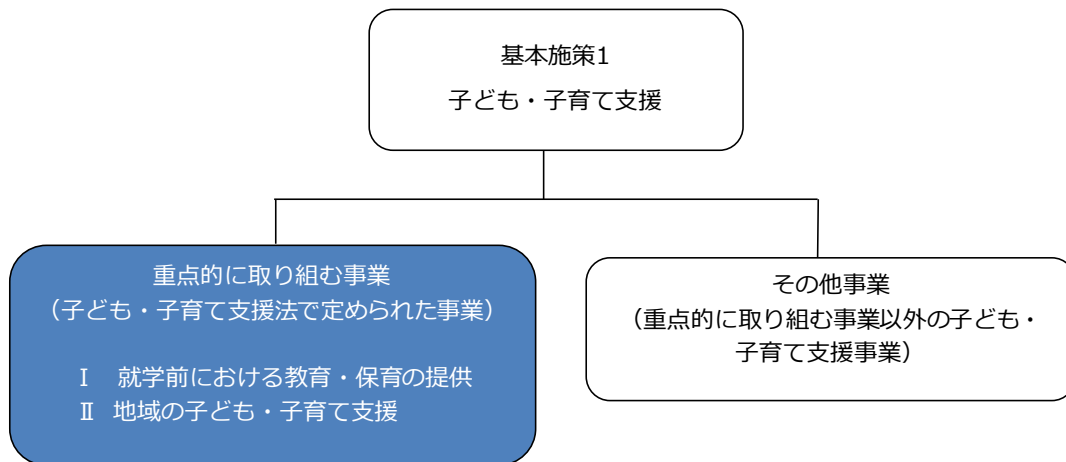 基本施策1
子ども・子育て支援
重点的に取り組む事業
（子ども・子育て支援法で定められた事業）
Ⅰ　就学前における教育・保育の提供
Ⅱ 地域の子ども・子育て支援
その他事業
（重点的に取り組む事業以外の子ども・
子育て支援事業）